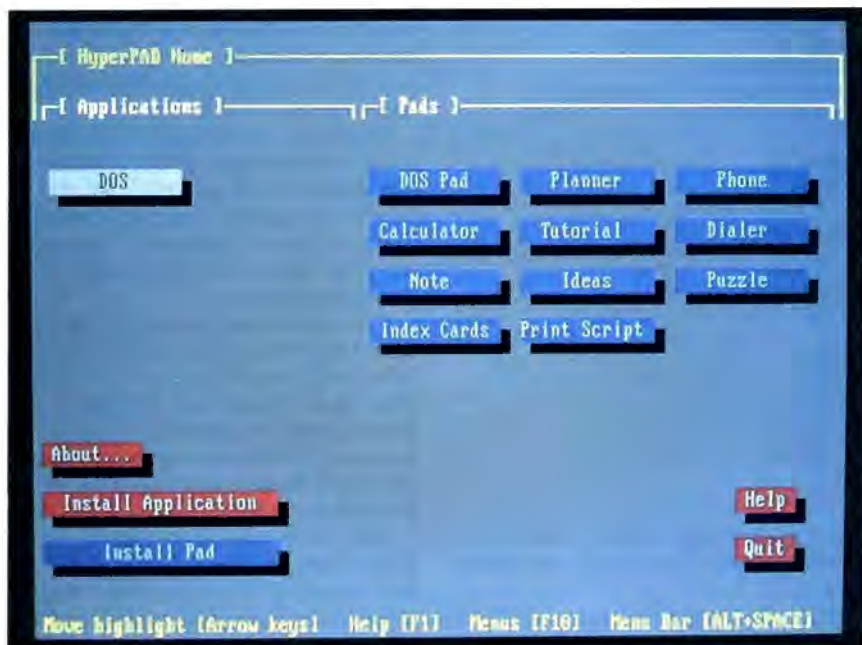 [ HyperPAD Home ]
[ Applications ]
[ Pads ]
DOS
DOS Pad
Planner
Phone
Calculator
Tutorial
Dialer
Note
Ideas
Puzzle
Index Cards
Print Script
About...
Install Application
Help
Install Pad
Quit
Move highlight [Arrow keys] Help [F1] Menus [F10] Menu Bar [ALT+SPACE]